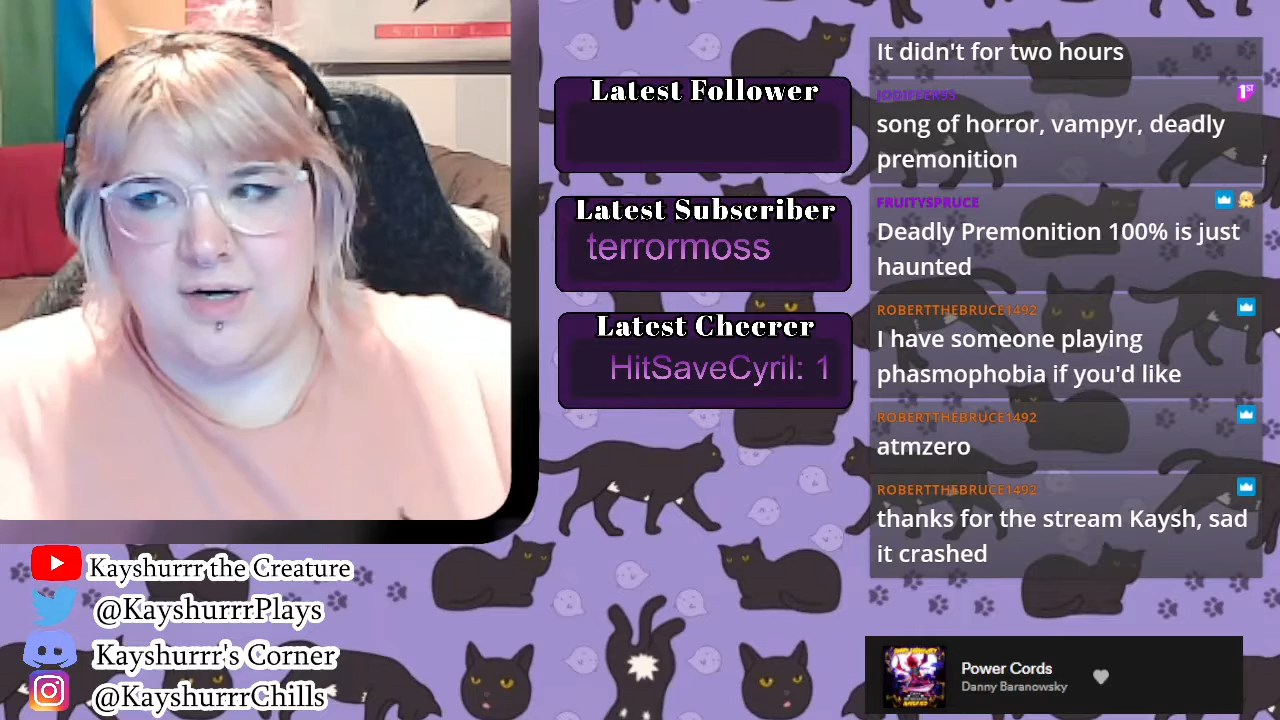 Latest Follower
Latest Subscriber
terrormoss
Latest Cheerer
HitSaveCyril: 1
Kayshurrr the Creature
@KayshurrrPlays
Kayshurrr's Corner
@KayshurrrChills
It didn't for two hours
1ST
song of horror, vampyr, deadly
premonition
FRUITYSPRUCE
Deadly Premonition 100% is just
haunted
ROBERTTHEBRUCE1492
I have someone playing
phasmophobia if you'd like
ROBERTTHEBRUCE1492
atmzero
ROBERTTHEBRUCE1492
thanks for the stream Kaysh, sad
it crashed
Power Cords
Danny Baranowsky